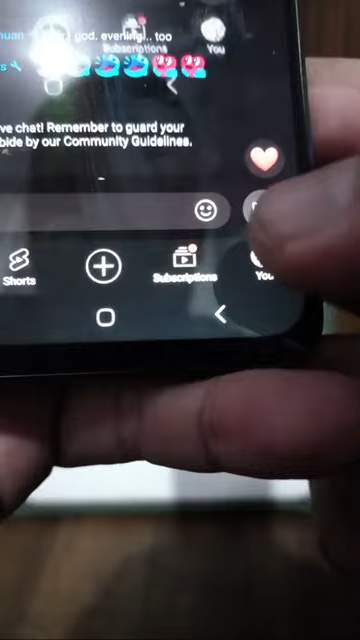 Subscriptions
You
god. evening.. too
ve chat! Remember to guard your
bide by our Community Guidelines.
Shorts
Subscriptions
You